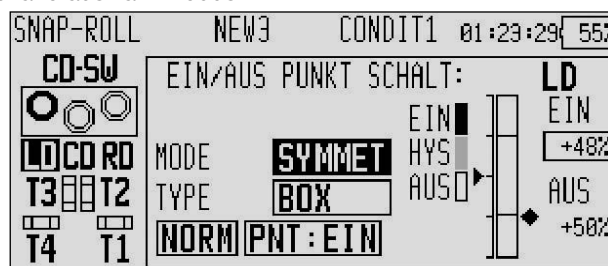 SNAP-ROLL NEW3 CONDIT1 01:23:29 55%
CD-SW
LD CD RD
T3 T2
T4 T1
EIN/AUS PUNKT SCHALT: LD
MODE SYMMET
TYPE BOX
NORM PNT:EIN
EIN
HYS
AUS
EIN
+48%
AUS
+50%